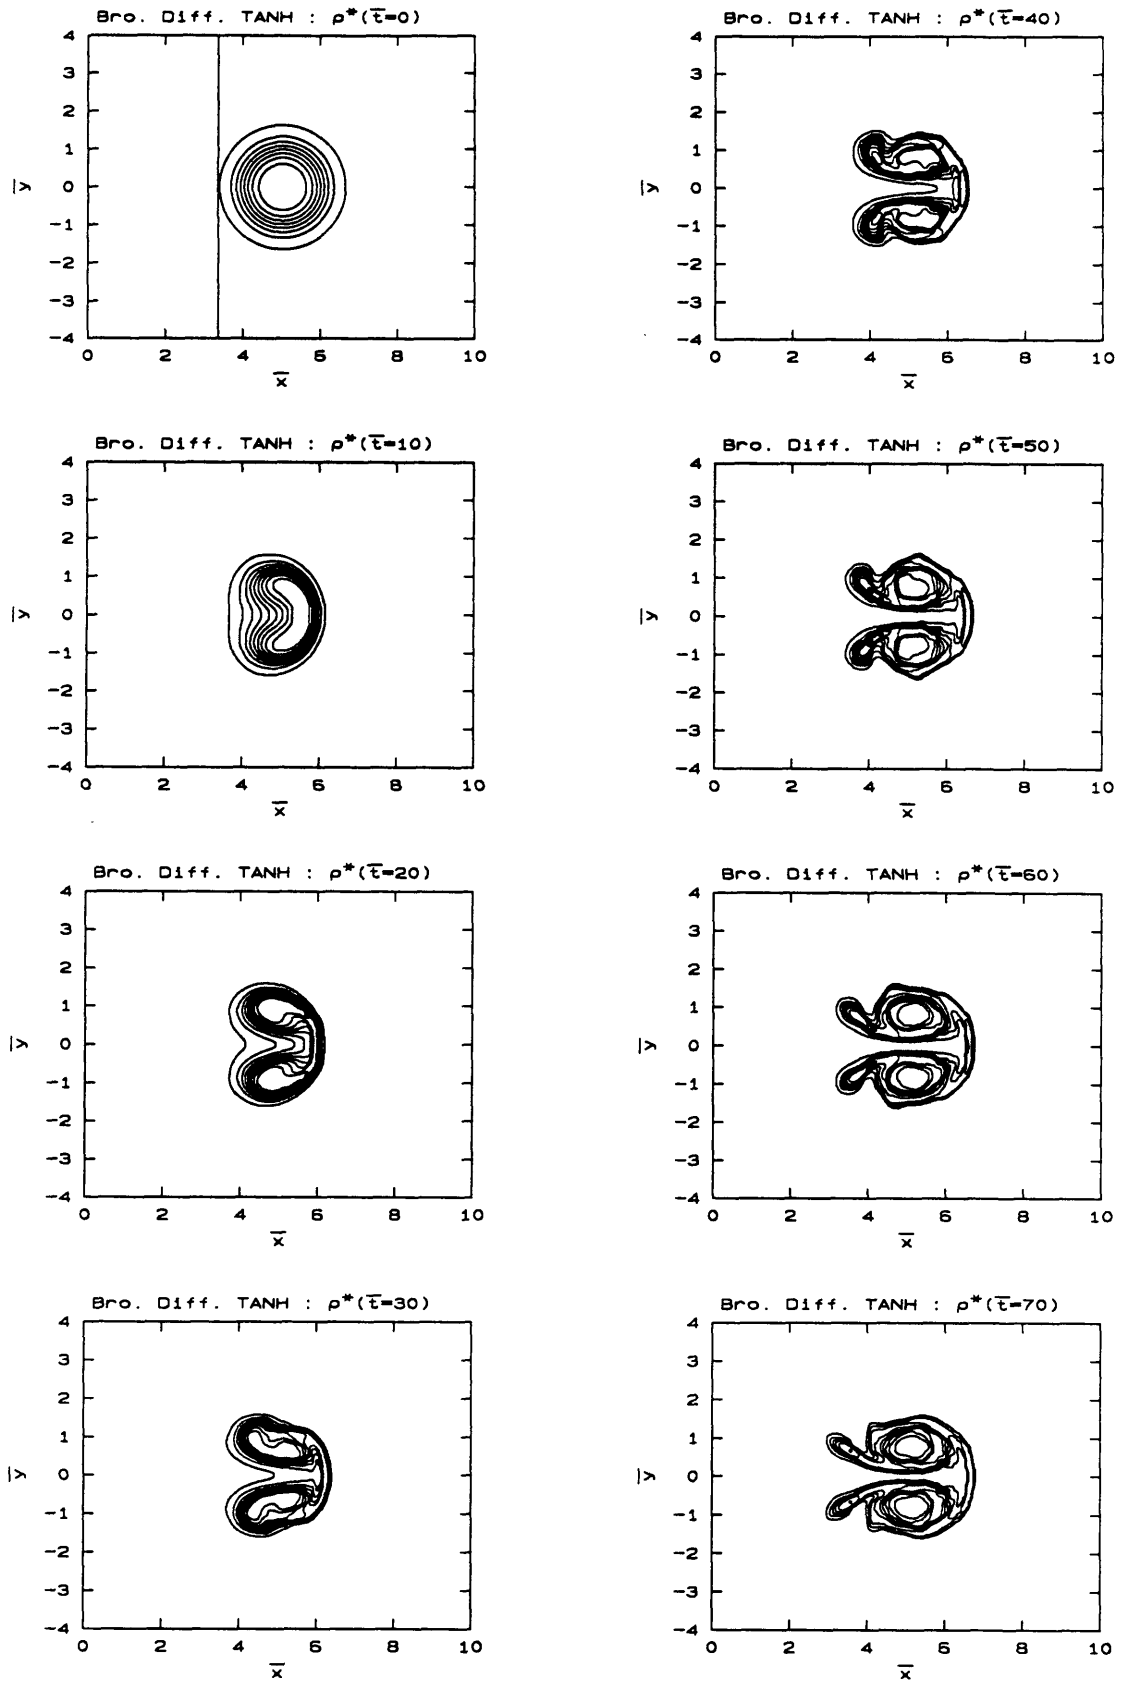 Bro. Diff. TANH : ρ*(t̅=0)
4
3
2
1
0
-1
-2
-3
-4
y̅
0 2 4 6 8 10
x̅
Bro. Diff. TANH : ρ*(t̅=10)
4
3
2
1
0
-1
-2
-3
-4
y̅
0 2 4 6 8 10
x̅
Bro. Diff. TANH : ρ*(t̅=20)
4
3
2
1
0
-1
-2
-3
-4
y̅
0 2 4 6 8 10
x̅
Bro. Diff. TANH : ρ*(t̅=30)
4
3
2
1
0
-1
-2
-3
-4
y̅
0 2 4 6 8 10
x̅
Bro. Diff. TANH : ρ*(t̅=40)
4
3
2
1
0
-1
-2
-3
-4
y̅
0 2 4 6 8 10
x̅
Bro. Diff. TANH : ρ*(t̅=50)
4
3
2
1
0
-1
-2
-3
-4
y̅
0 2 4 6 8 10
x̅
Bro. Diff. TANH : ρ*(t̅=60)
4
3
2
1
0
-1
-2
-3
-4
y̅
0 2 4 6 8 10
x̅
Bro. Diff. TANH : ρ*(t̅=70)
4
3
2
1
0
-1
-2
-3
-4
y̅
0 2 4 6 8 10
x̅